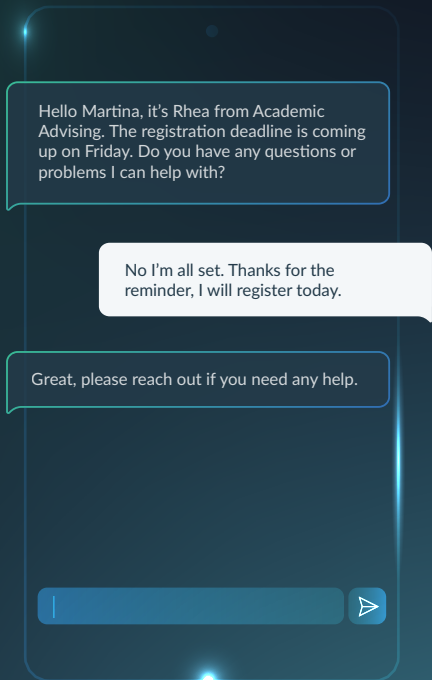 Hello Martina, it’s Rhea from Academic
Advising. The registration deadline is coming
up on Friday. Do you have any questions or
problems I can help with?
No I’m all set. Thanks for the
reminder, I will register today.
Great, please reach out if you need any help.